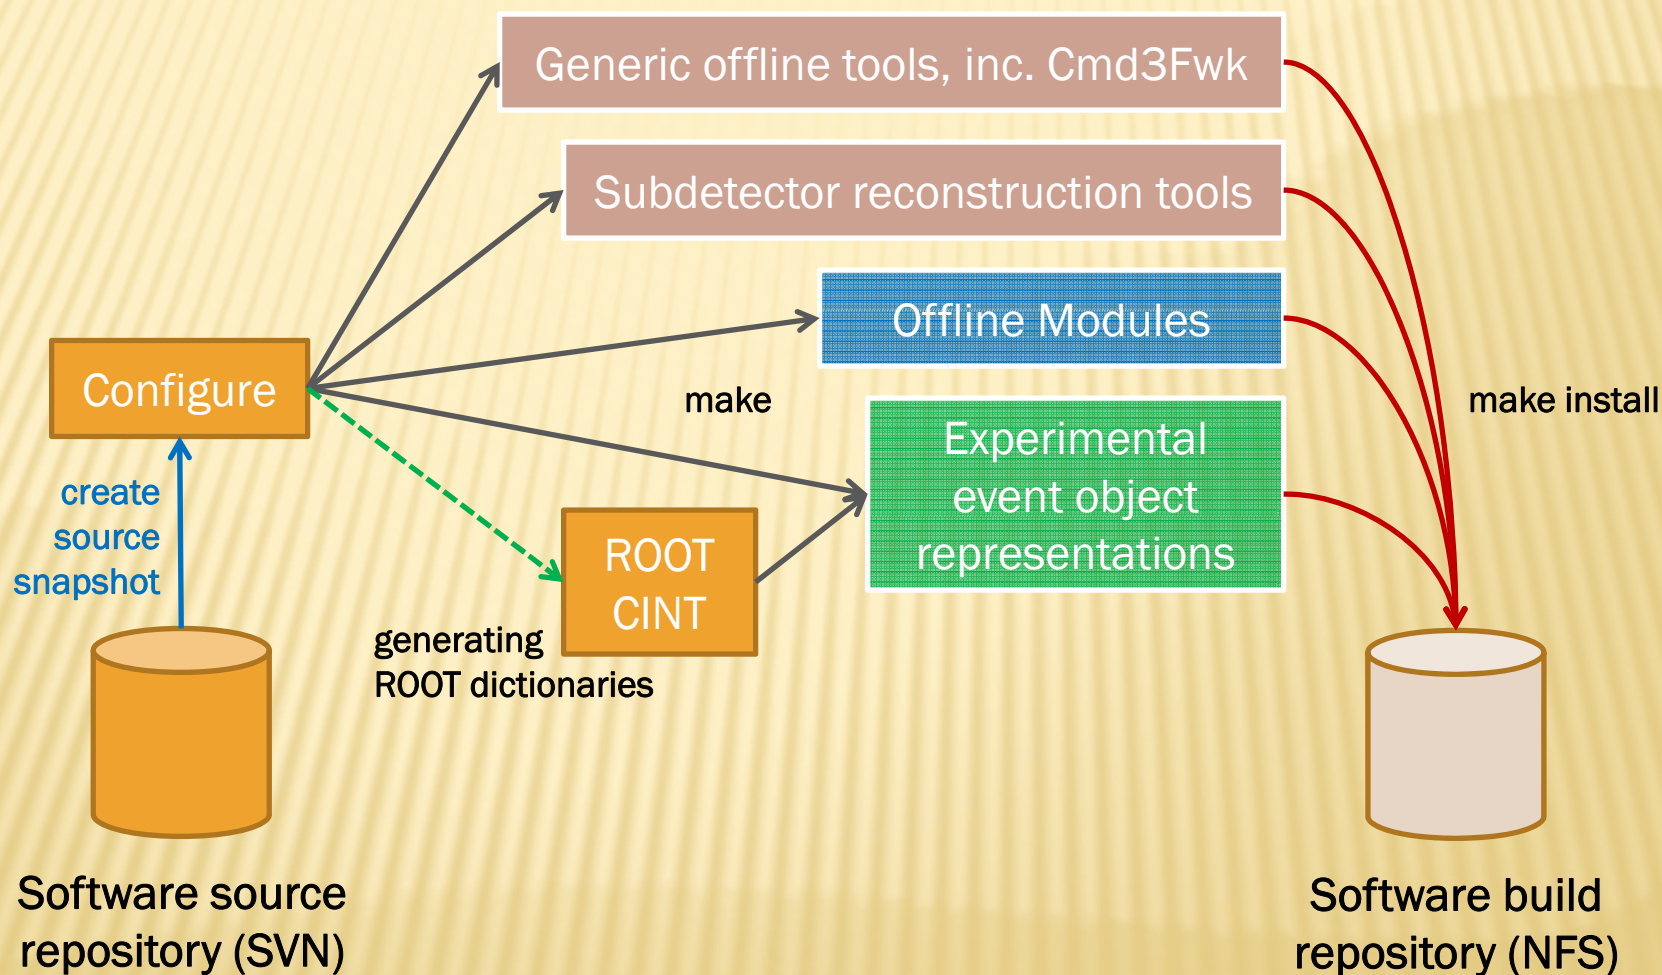 Generic offline tools, inc. Cmd3Fwk
Subdetector reconstruction tools
Offline Modules
Configure
make
make install
Experimental
event object
representations
create
source
snapshot
ROOT
CINT
generating
ROOT dictionaries
Software source
repository (SVN)
Software build
repository (NFS)